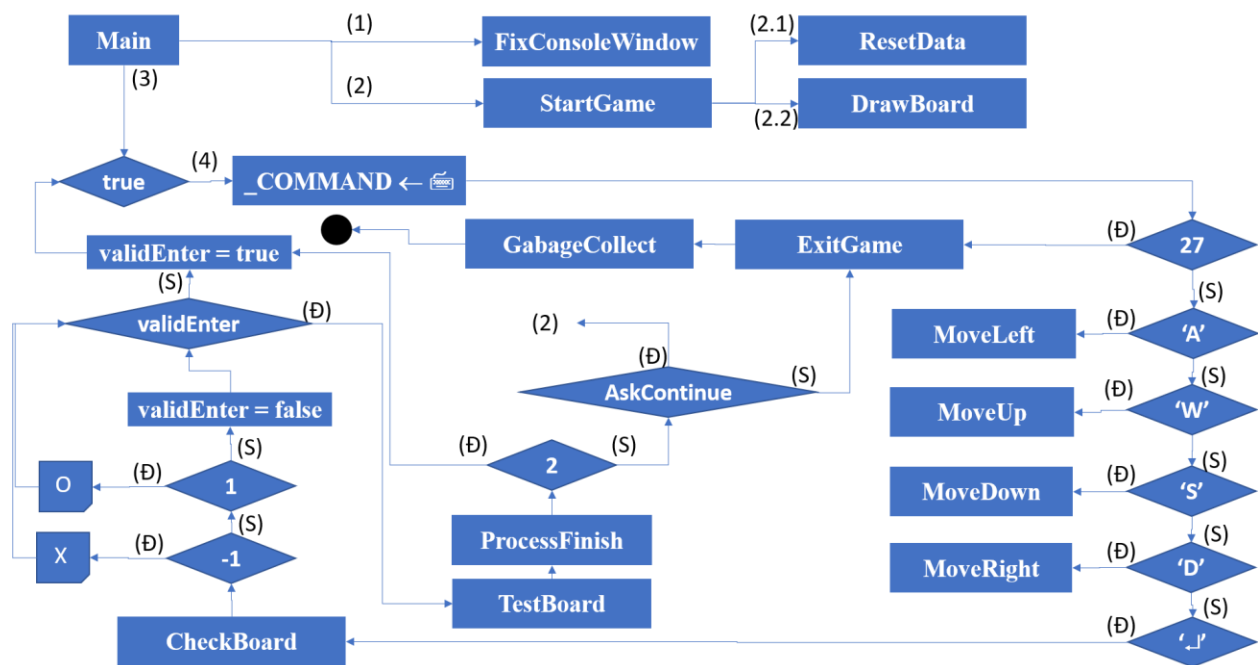 Main
(1)
FixConsoleWindow
(2.1)
ResetData
(3)
(2)
StartGame
(2.2)
DrawBoard
true
(4)
_COMMAND ← ⌨
validEnter = true
GabageCollect
ExitGame
(Đ)
27
(S)
(S)
validEnter
(Đ)
(2)
(Đ)
AskContinue
(S)
MoveLeft
(Đ)
‘A’
(S)
MoveUp
(Đ)
‘W’
(S)
validEnter = false
(S)
(Đ)
2
(S)
MoveDown
(Đ)
‘S’
(S)
O
(Đ)
1
(S)
ProcessFinish
X
(Đ)
-1
TestBoard
MoveRight
(Đ)
‘D’
(S)
CheckBoard
(Đ)
‘↵’